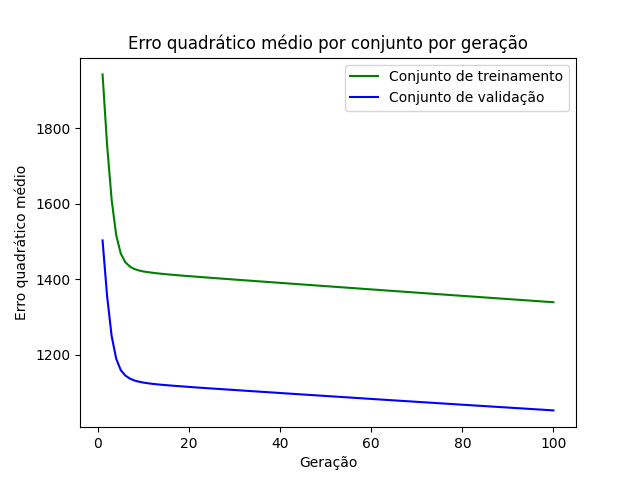 Erro quadrático médio por conjunto por geração
Conjunto de treinamento
Conjunto de validação
1800
1600
1400
1200
Erro quadrático médio
0 20 40 60 80 100
Geração